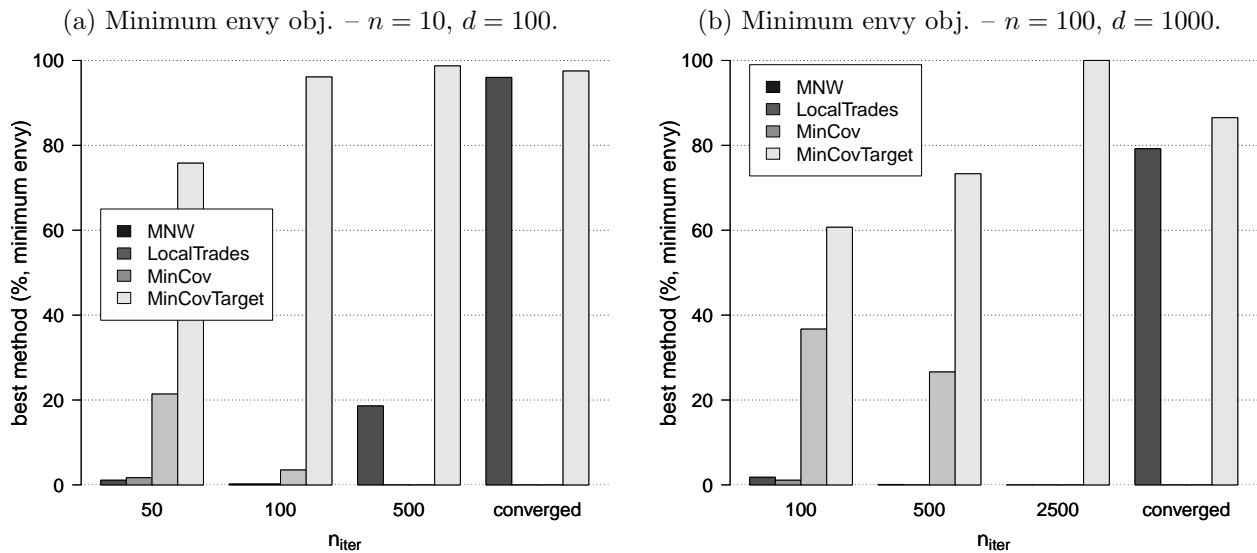 (a) Minimum envy obj. – n = 10, d = 100.
best method (%, minimum envy)
100
80
60
40
20
0
MNW
LocalTrades
MinCov
MinCovTarget
50
100
500
converged
n_iter
(b) Minimum envy obj. – n = 100, d = 1000.
best method (%, minimum envy)
100
80
60
40
20
0
MNW
LocalTrades
MinCov
MinCovTarget
100
500
2500
converged
n_iter